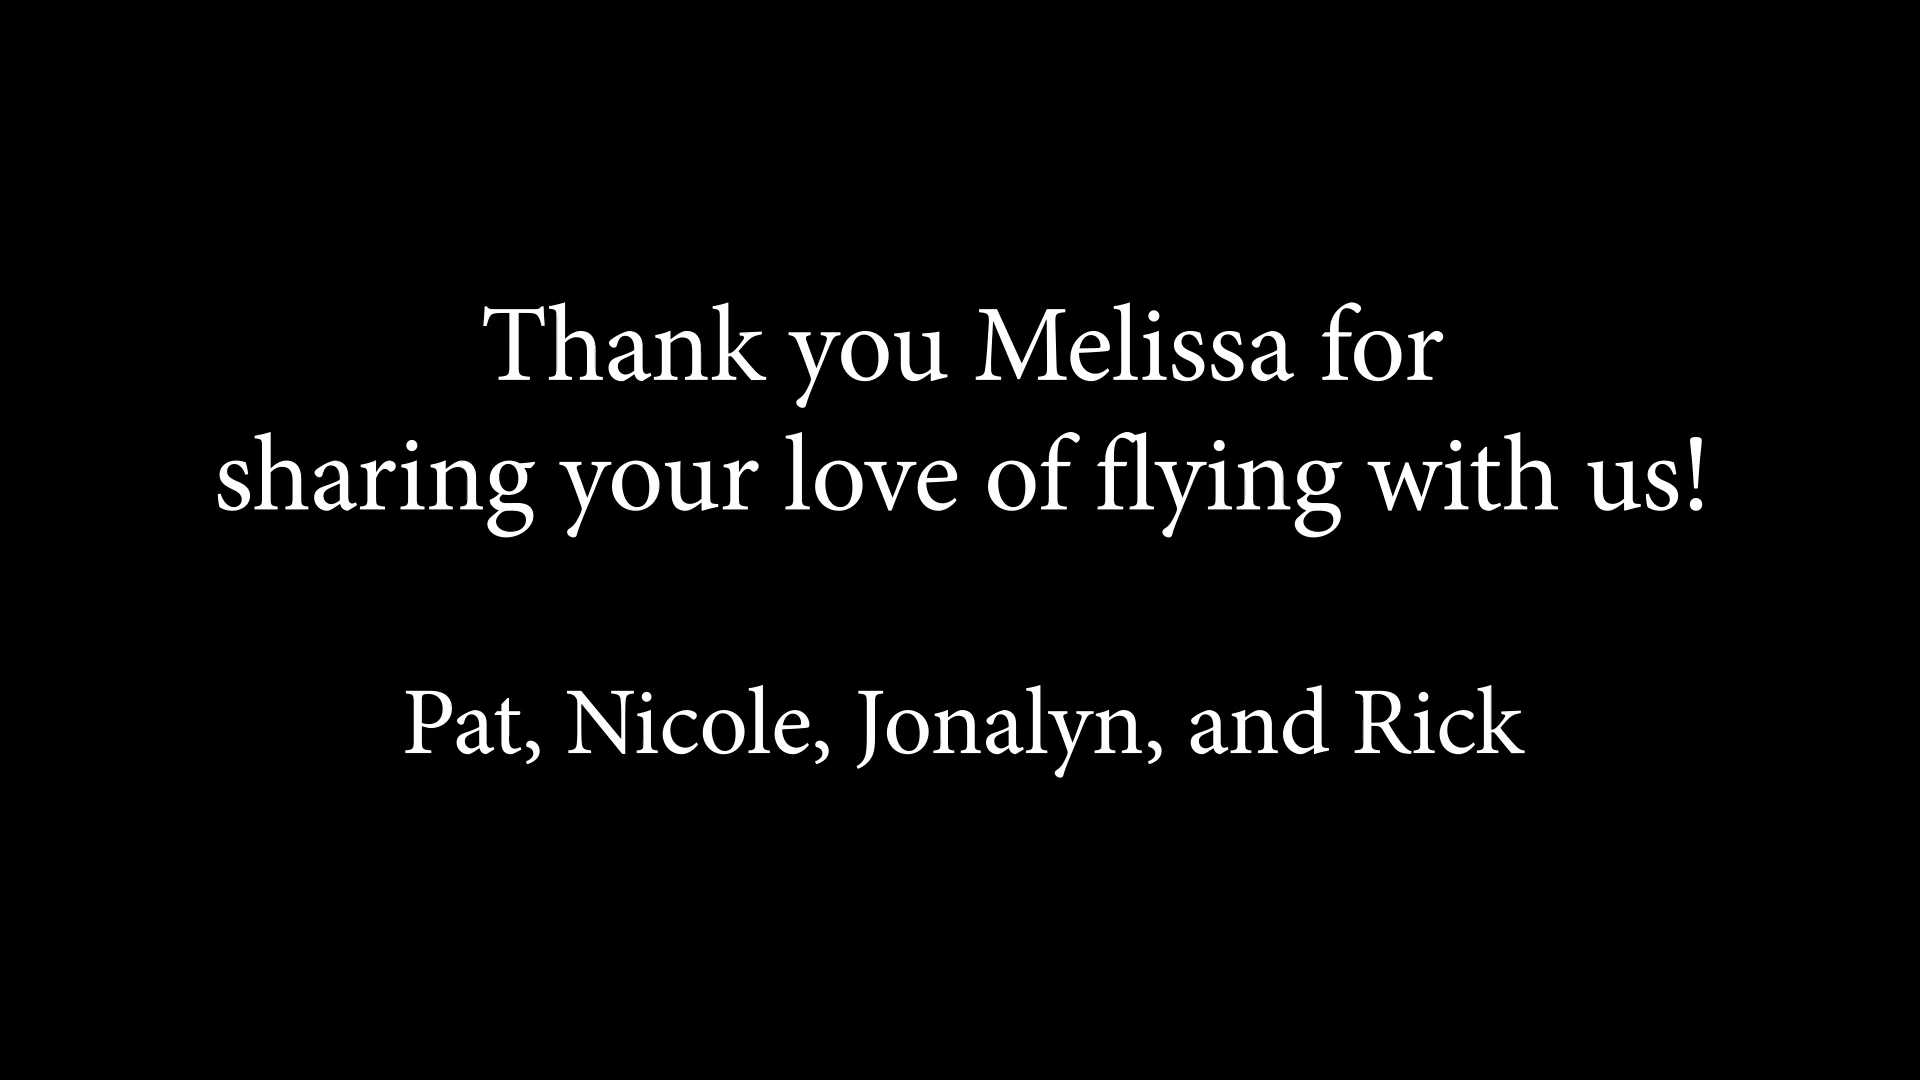 Thank you Melissa for
sharing your love of flying with us!
Pat, Nicole, Jonalyn, and Rick